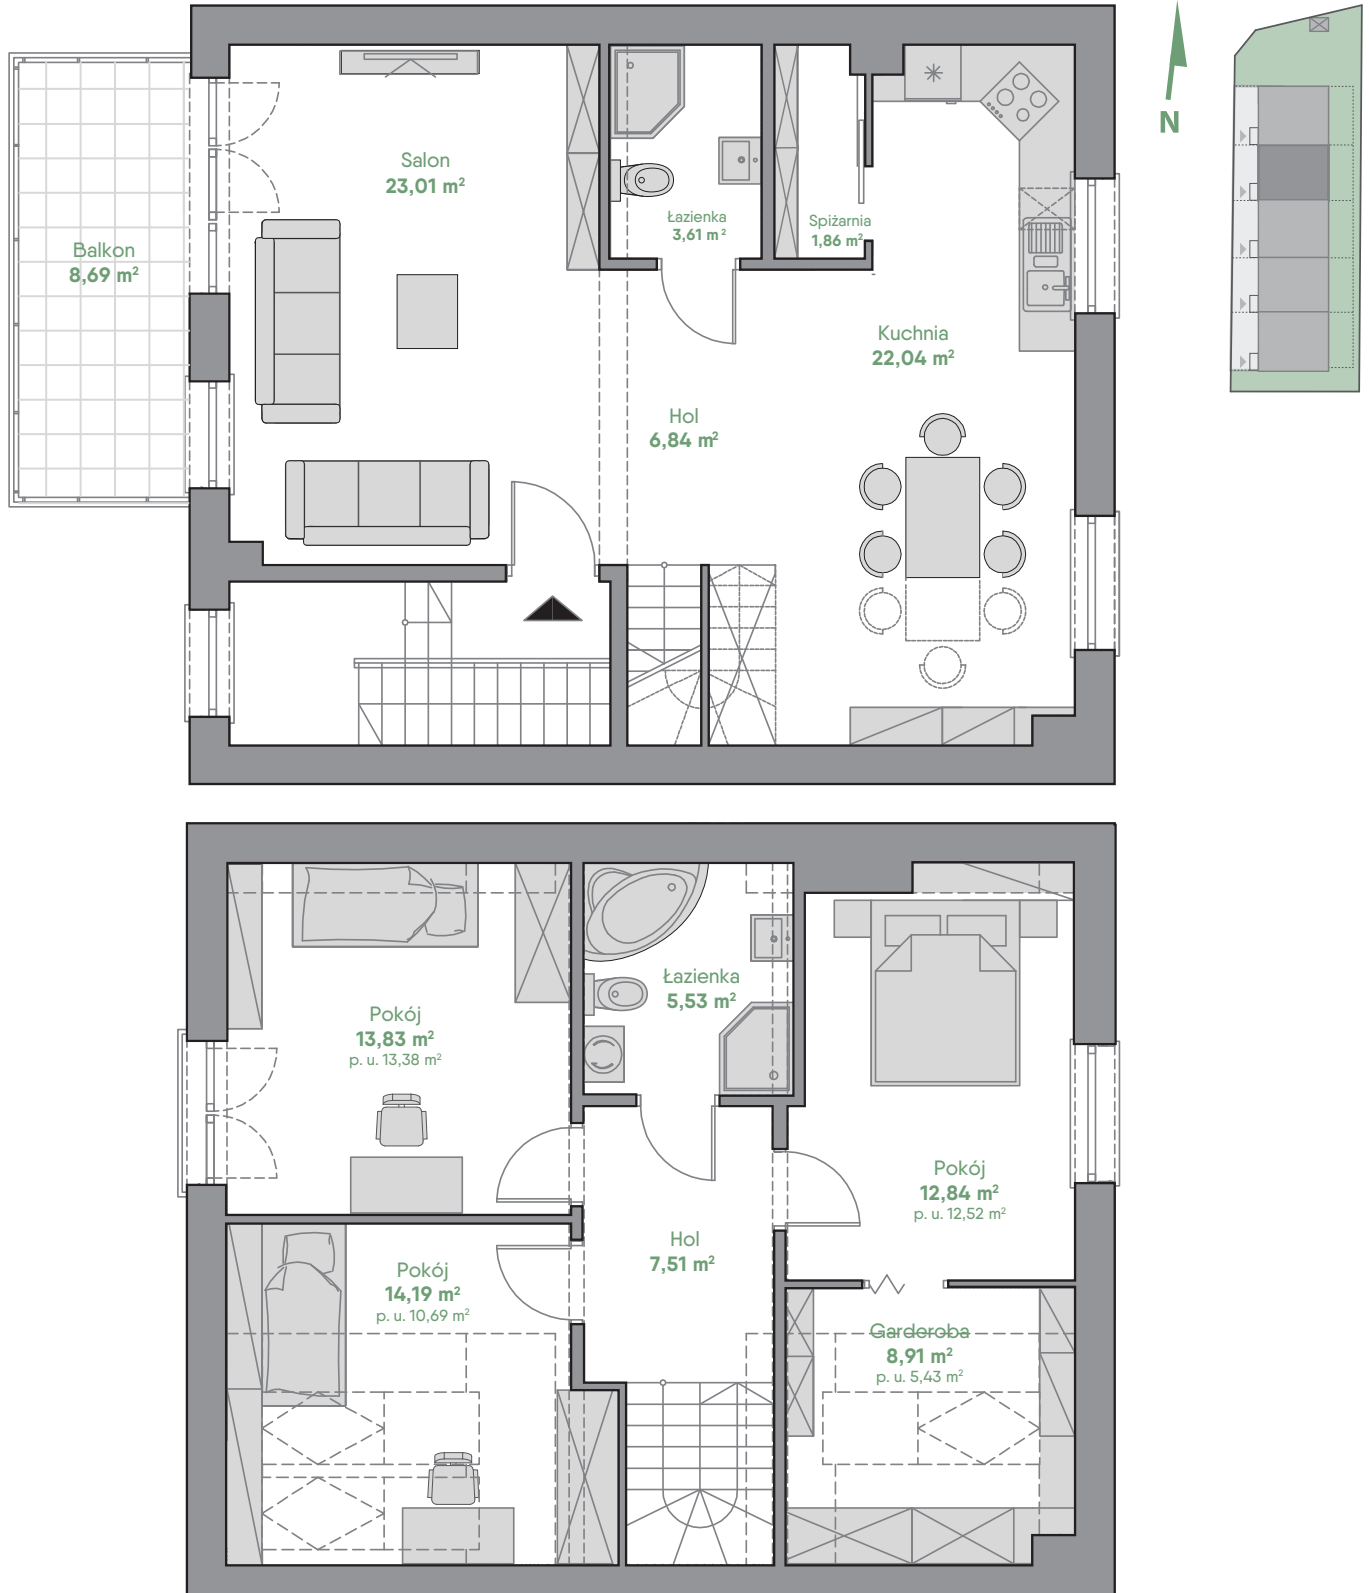 N
Salon
23,01 m²
Balkon
8,69 m²
Łazienka
3,61 m²
Spiżarnia
1,86 m²
Kuchnia
22,04 m²
Hol
6,84 m²
Pokój
13,83 m²
p. u. 13,38 m²
Łazienka
5,53 m²
Pokój
12,84 m²
p. u. 12,52 m²
Hol
7,51 m²
Pokój
14,19 m²
p. u. 10,69 m²
Garderoba
8,91 m²
p. u. 5,43 m²